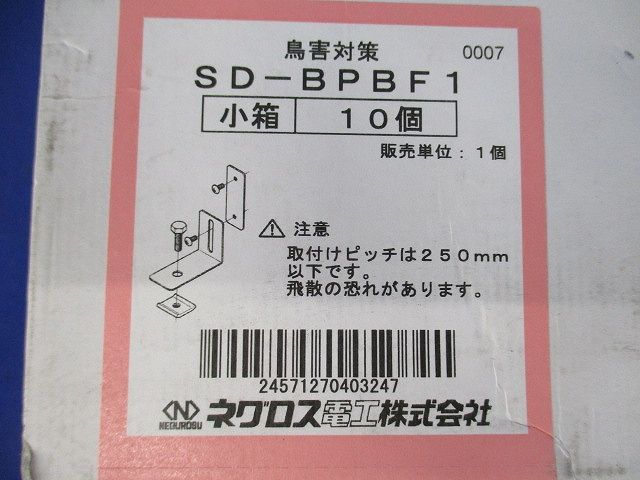 鳥害対策
0007
SD-BPBF1
小箱 10個
販売単位：1個
⚠ 注意
取付けピッチは250mm
以下です。
飛散の恐れがあります。
24571270403247
NEGUROSU
ネグロス電工株式会社